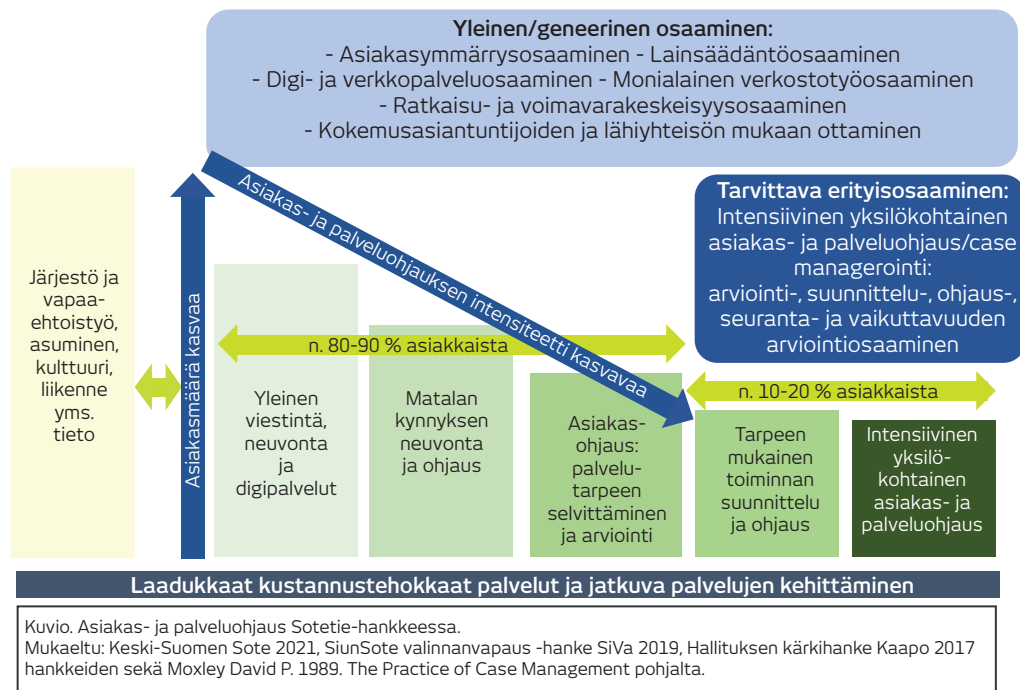 Yleinen/geneerinen osaaminen:
- Asiakasymmärrysosaaminen - Lainsäädäntöosaaminen
- Digi- ja verkkopalveluosaaminen - Monialainen verkostotyöosaaminen
- Ratkaisu- ja voimavarakeskeisyysosaaminen
- Kokemusasiantuntijoiden ja lähiyhteisön mukaan ottaminen
Järjestö ja
vapaa-
ehtoistyö,
asuminen,
kulttuuri,
liikenne
yms.
tieto
Asiakasmäärä kasvaa
Asiakas- ja palveluohjauksen intensiteetti kasvavaa
Tarvittava erityisosaaminen:
Intensiivinen yksilökohtainen
asiakas- ja palveluohjaus/case
managerointi:
arviointi-, suunnittelu-, ohjaus-,
seuranta- ja vaikuttavuuden
arviointiosaaminen
n. 80-90 % asiakkaista
n. 10-20 % asiakkaista
Yleinen
viestintä,
neuvonta
ja
digipalvelut
Matalan
kynnyksen
neuvonta
ja ohjaus
Asiakas-
ohjaus:
palvelu-
tarpeen
selvittäminen
ja arviointi
Tarpeen
mukainen
toiminnan
suunnittelu
ja ohjaus
Intensiivinen
yksilö-
kohtainen
asiakas- ja
palveluohjaus
Laadukkaat kustannustehokkaat palvelut ja jatkuva palvelujen kehittäminen
Kuvio. Asiakas- ja palveluohjaus Sotetie-hankkeessa.
Mukaeltu: Keski-Suomen Sote 2021, SiunSote valinnanvapaus -hanke SiVa 2019, Hallituksen kärkihanke Kaapo 2017
hankkeiden sekä Moxley David P. 1989. The Practice of Case Management pohjalta.